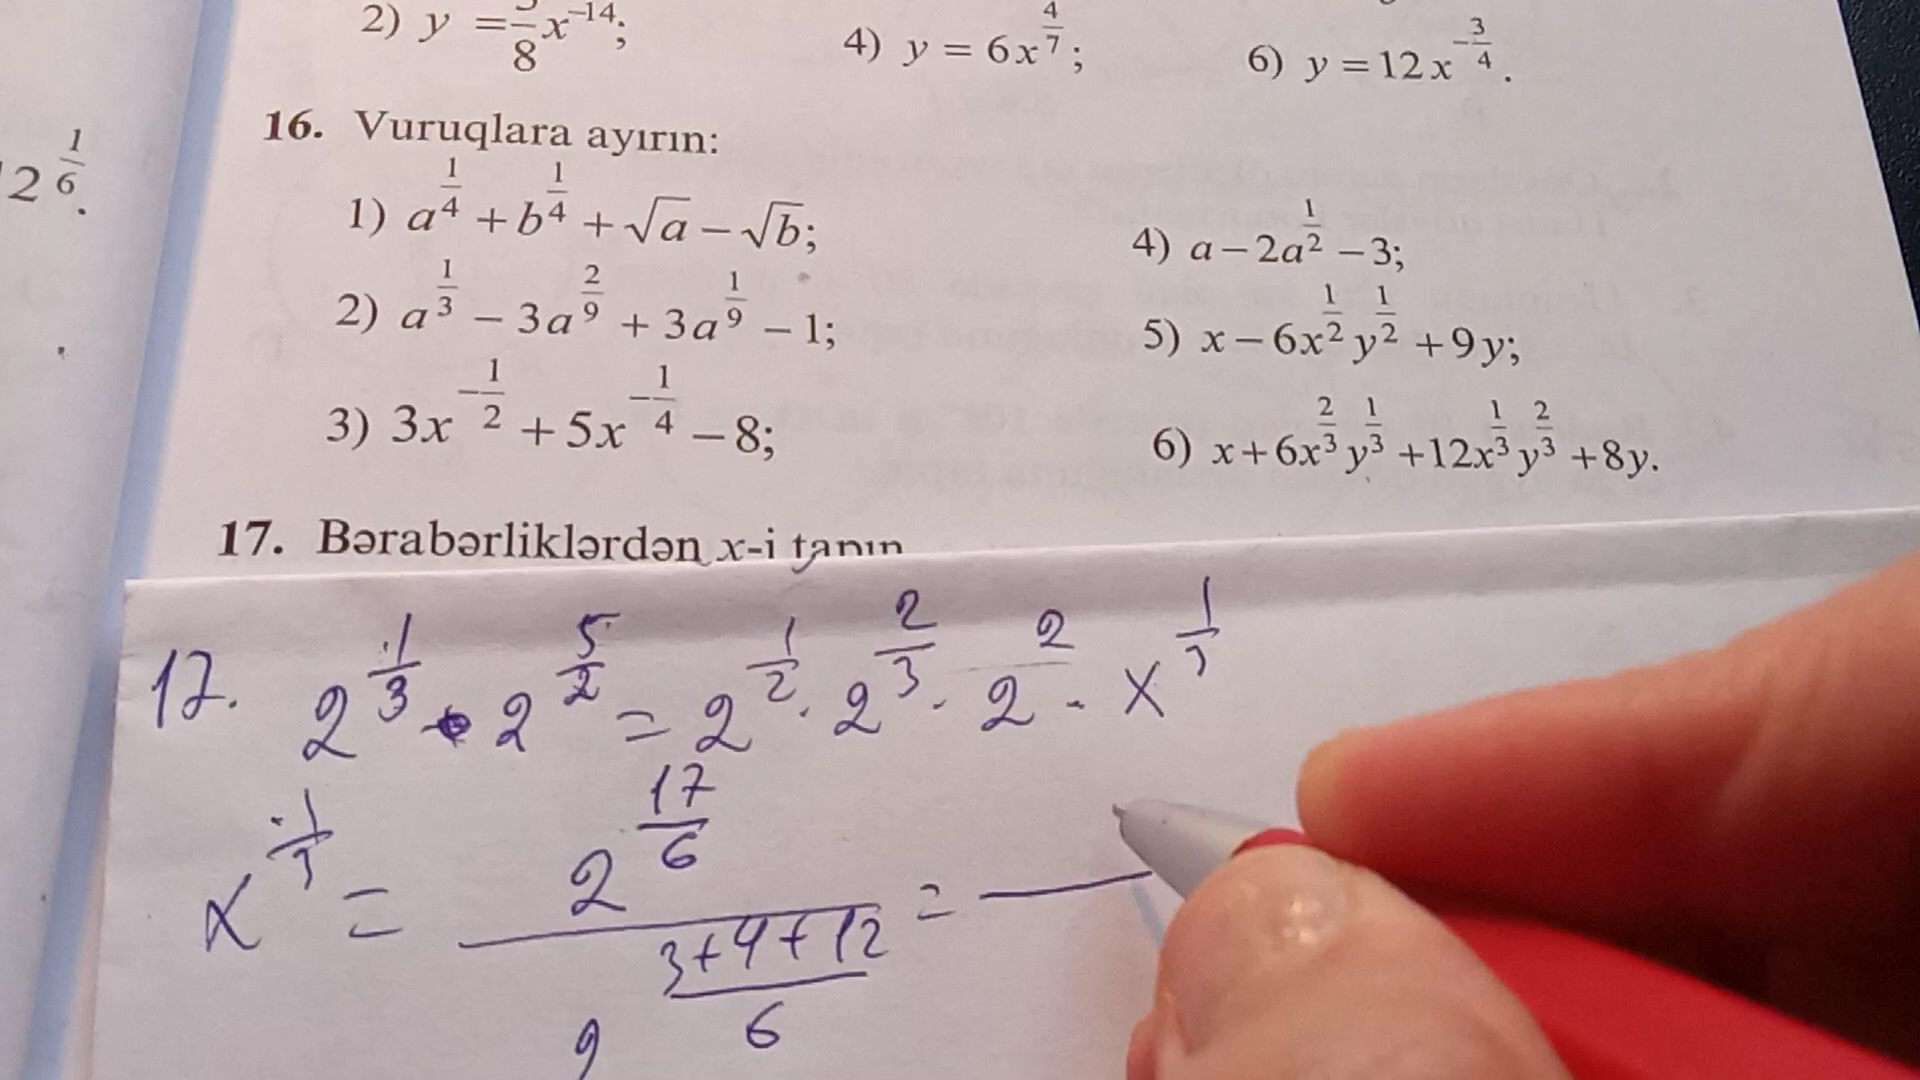 2) y = /8 x^{-14};
4) y = 6x^{4/7};
6) y = 12x^{-3/4}.
2^{1/6}.
16. Vuruqlara ayırın:
1) a^{1/4} + b^{1/4} + √a − √b;
2) a^{1/3} − 3a^{2/9} + 3a^{1/9} − 1;
3) 3x^{-1/2} + 5x^{-1/4} − 8;
4) a − 2a^{1/2} − 3;
5) x − 6x^{1/2}y^{1/2} + 9y;
6) x + 6x^{2/3}y^{1/3} + 12x^{1/3}y^{2/3} + 8y.
17. Bərabərliklərdən x-i tapın
17. 2^{1/3} · 2^{5/2} = 2^{1/2} · 2^{2/3} · 2^{2} · x^{1/3}
x^{1/3} = 2^{17/6} / 2^{(3+4+12)/6} =